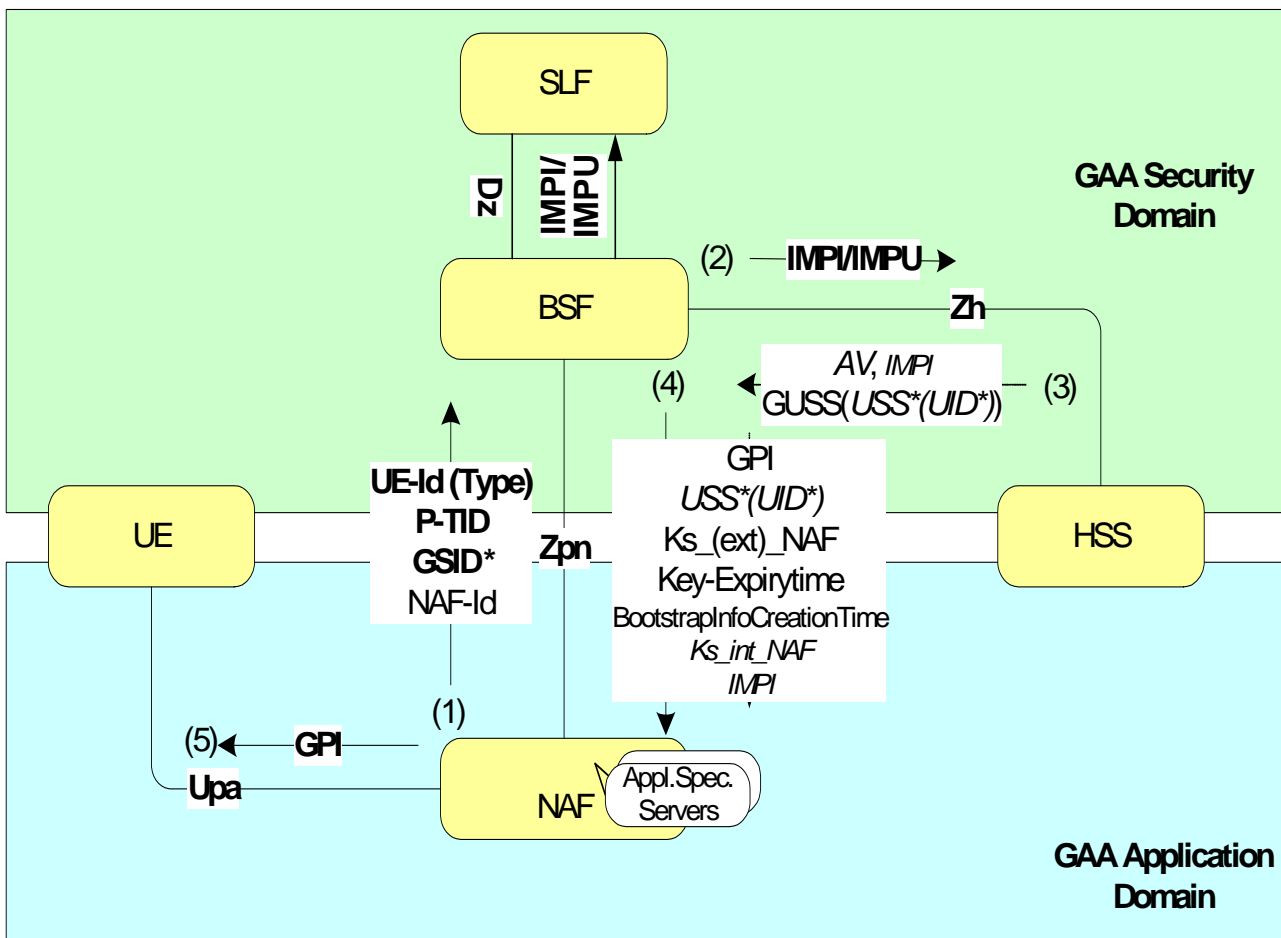 SLF
Dz
IMPI/
IMPU
GAA Security
Domain
(2)
IMPI/IMPU
BSF
Zh
AV, IMPI
GUSS(USS*(UID*))
(3)
(4)
GPI
USS*(UID*)
Ks_(ext)_NAF
Key-Expirytime
BootstrapInfoCreationTime
Ks_int_NAF
IMPI
UE-Id (Type)
P-TID
GSID*
NAF-Id
UE
Zpn
HSS
(1)
(5)
GPI
Upa
NAF
Appl.Spec.
Servers
GAA Application
Domain